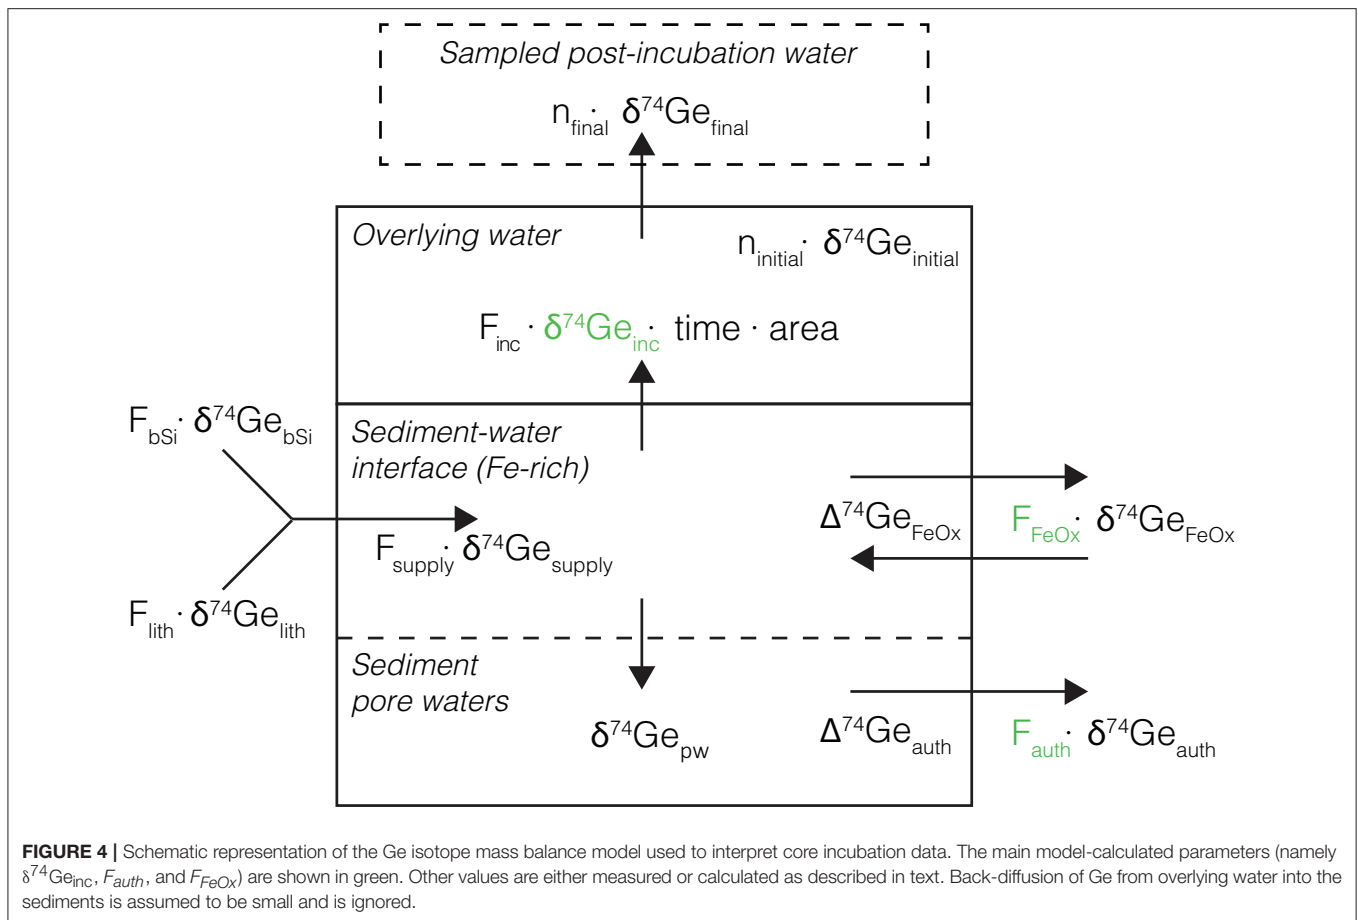 Sampled post-incubation water
n_final · δ⁷⁴Ge_final
Overlying water
n_initial · δ⁷⁴Ge_initial
F_inc · δ⁷⁴Ge_inc · time · area
F_bSi · δ⁷⁴Ge_bSi
Sediment-water
interface (Fe-rich)
Δ⁷⁴Ge_FeOx
F_FeOx · δ⁷⁴Ge_FeOx
F_supply · δ⁷⁴Ge_supply
F_lith · δ⁷⁴Ge_lith
Sediment
pore waters
δ⁷⁴Ge_pw
Δ⁷⁴Ge_auth
F_auth · δ⁷⁴Ge_auth
FIGURE 4 | Schematic representation of the Ge isotope mass balance model used to interpret core incubation data. The main model-calculated parameters (namely
δ⁷⁴Ge_inc, F_auth, and F_FeOx) are shown in green. Other values are either measured or calculated as described in text. Back-diffusion of Ge from overlying water into the
sediments is assumed to be small and is ignored.